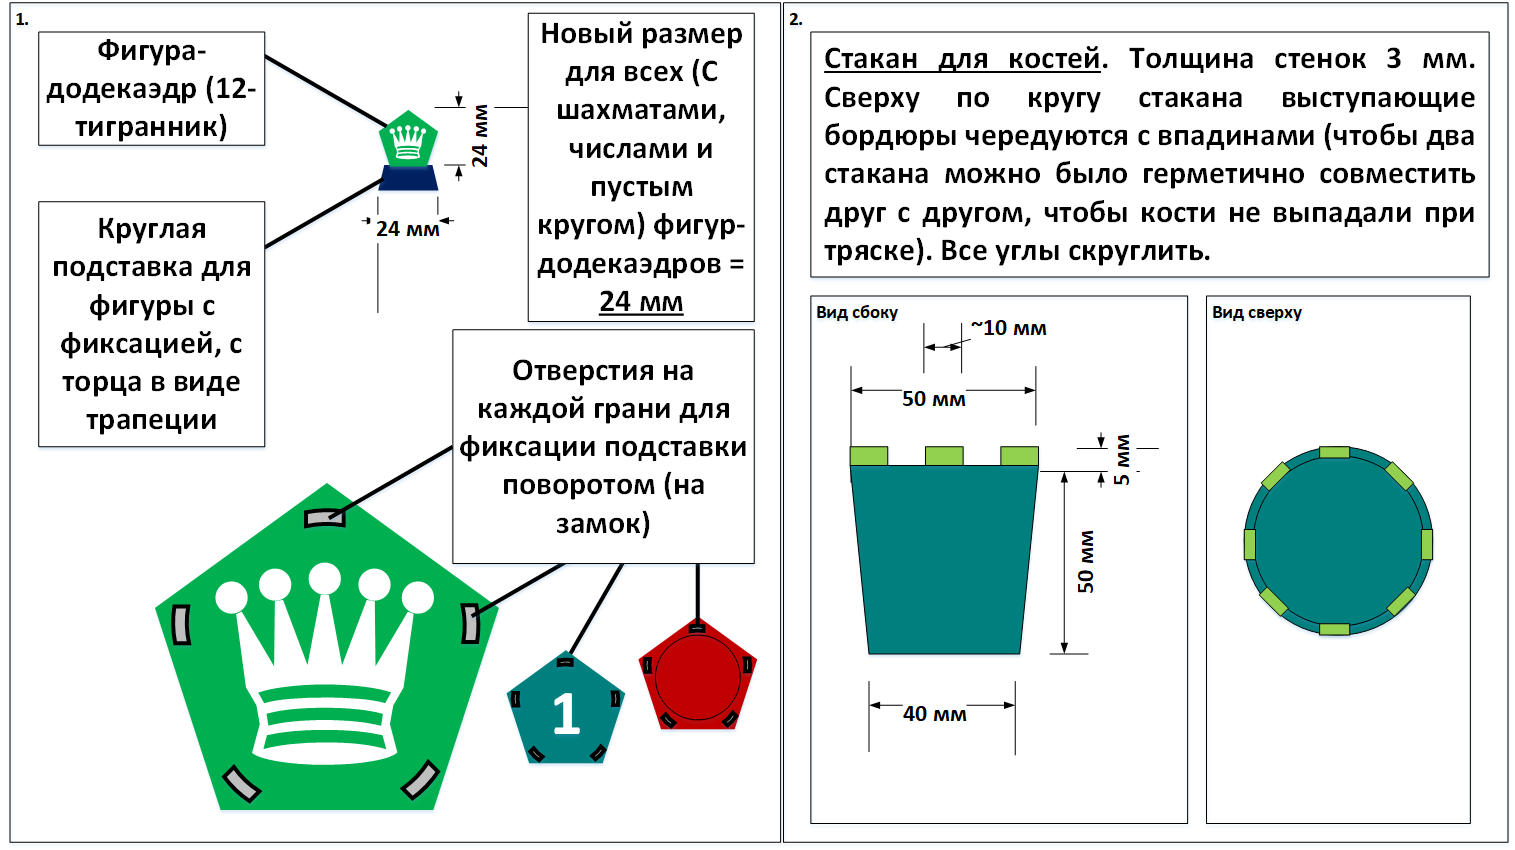 1.
Фигура-
додекаэдр (12-
тигранник)
24 мм
24 мм
Новый размер
для всех (С
шахматами,
числами и
пустым
кругом) фигур-
додекаэдров =
24 мм
Круглая
подставка для
фигуры с
фиксацией, с
торца в виде
трапеции
Отверстия на
каждой грани для
фиксации подставки
поворотом (на
замок)
1
2.
Стакан для костей. Толщина стенок 3 мм.
Сверху по кругу стакана выступающие
бордюры чередуются с впадинами (чтобы два
стакана можно было герметично совместить
друг с другом, чтобы кости не выпадали при
тряске). Все углы скруглить.
Вид сбоку
~10 мм
50 мм
5 мм
50 мм
40 мм
Вид сверху